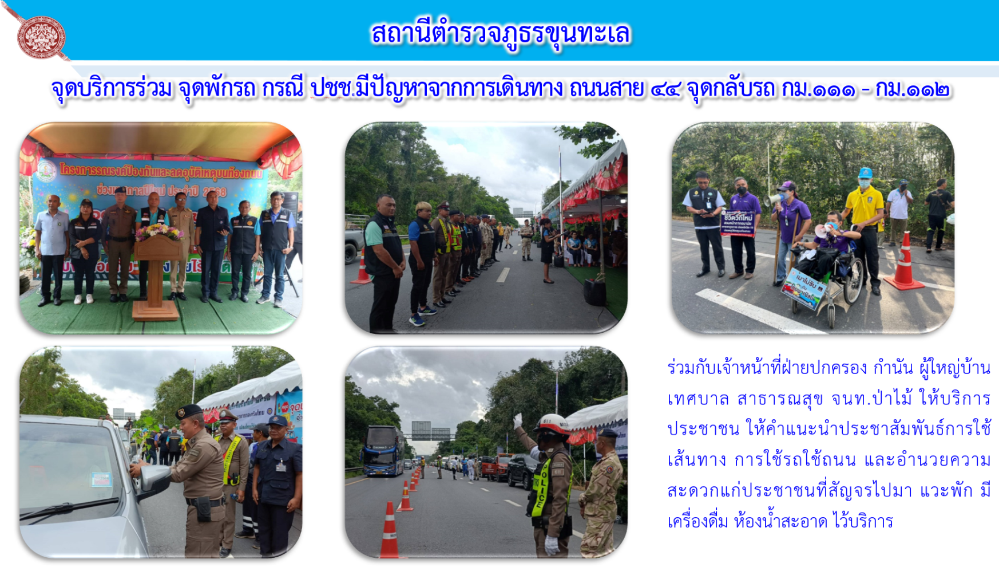 สถานีตำรวจภูธรขุนทะเล
จุดบริการร่วม จุดพักรถ กรณี ปชช.มีปัญหาจากการเดินทาง ถนนสาย ๔๔ จุดกลับรถ กม.๑๑๑ - กม.๑๑๒
โครงการรณรงค์ป้องกันและลดอุบัติเหตุบนท้องถนน
ช่วงเทศกาลปีใหม่ ประจำปี 2568
ชีวิตวิถีใหม่
เมาไม่ขับ
POLICE
ร่วมกับเจ้าหน้าที่ฝ่ายปกครอง กำนัน ผู้ใหญ่บ้าน
เทศบาล สาธารณสุข จนท.ป่าไม้ ให้บริการ
ประชาชน ให้คำแนะนำประชาสัมพันธ์การใช้
เส้นทาง การใช้รถใช้ถนน และอำนวยความ
สะดวกแก่ประชาชนที่สัญจรไปมา แวะพัก มี
เครื่องดื่ม ห้องน้ำสะอาด ไว้บริการ